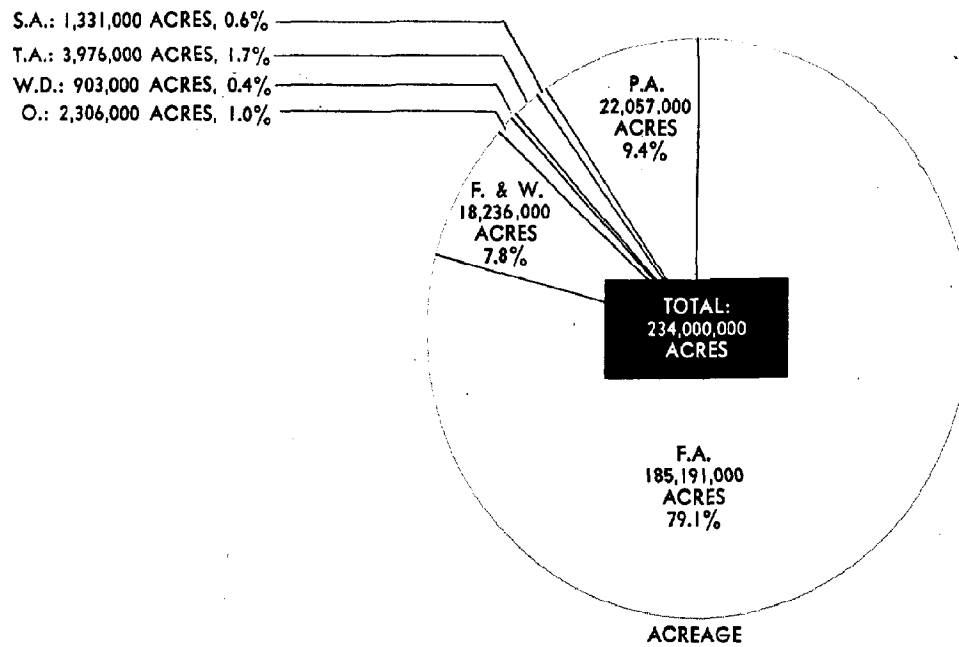 S.A.: 1,331,000 ACRES, 0.6%
T.A.: 3,976,000 ACRES, 1.7%
W.D.: 903,000 ACRES, 0.4%
O.: 2,306,000 ACRES, 1.0%
P.A.
22,057,000
ACRES
9.4%
F. & W.
18,236,000
ACRES
7.8%
TOTAL:
234,000,000
ACRES
F.A.
185,191,000
ACRES
79.1%
ACREAGE